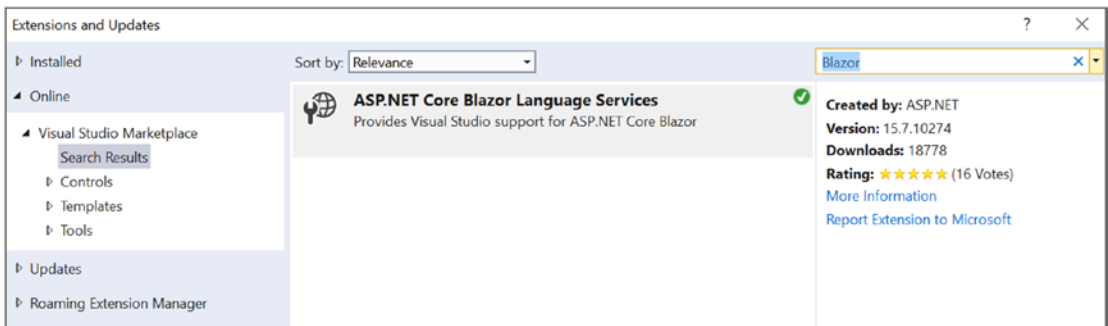 Extensions and Updates
?
Installed
Online
Visual Studio Marketplace
Search Results
Controls
Templates
Tools
Updates
Roaming Extension Manager
Sort by: Relevance
ASP.NET Core Blazor Language Services
Provides Visual Studio support for ASP.NET Core Blazor
Blazor
Created by: ASP.NET
Version: 15.7.10274
Downloads: 18778
Rating: ★★★★★ (16 Votes)
More Information
Report Extension to Microsoft